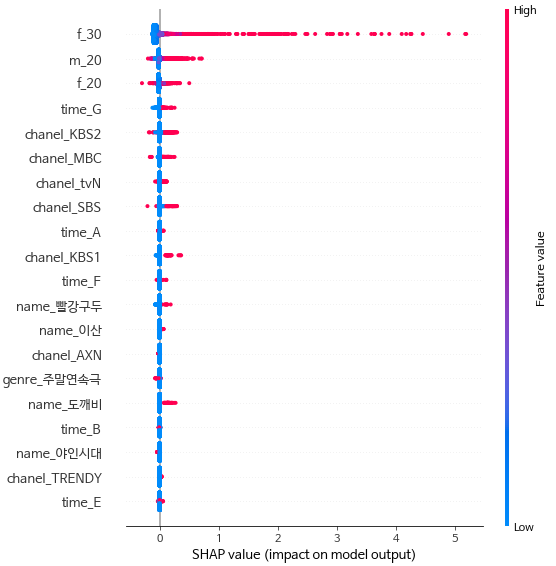 High
f_30
m_20
f_20
time_G
chanel_KBS2
chanel_MBC
chanel_tvN
chanel_SBS
time_A
chanel_KBS1
time_F
name_빨강구두
name_이산
chanel_AXN
genre_주말연속극
name_도깨비
time_B
name_야인시대
chanel_TRENDY
time_E
Feature value
Low
0 1 2 3 4 5
SHAP value (impact on model output)